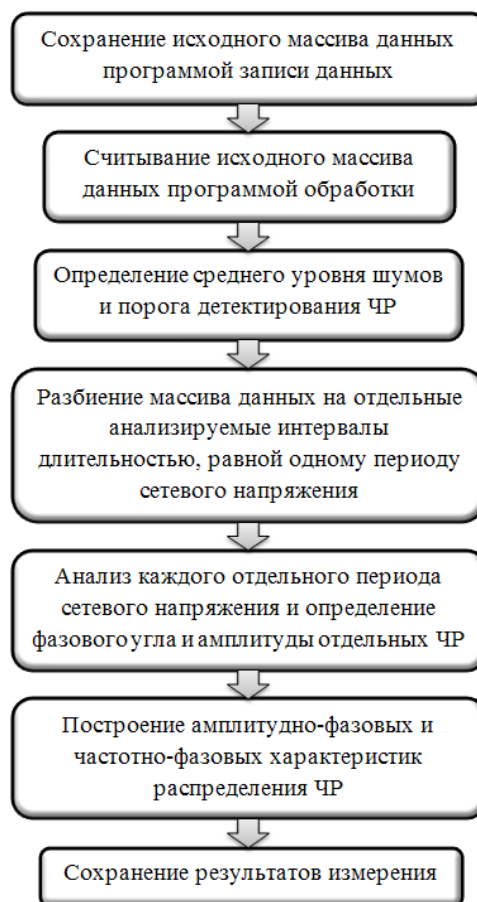 Сохранение исходного массива данных
программой записи данных
Считывание исходного массива
данных программой обработки
Определение среднего уровня шумов
и порога детектирования ЧР
Разбиение массива данных на отдельные
анализируемые интервалы
длительностью, равной одному периоду
сетевого напряжения
Анализ каждого отдельного периода
сетевого напряжения и определение
фазового угла и амплитуды отдельных ЧР
Построение амплитудно-фазовых и
частотно-фазовых характеристик
распределения ЧР
Сохранение результатов измерения